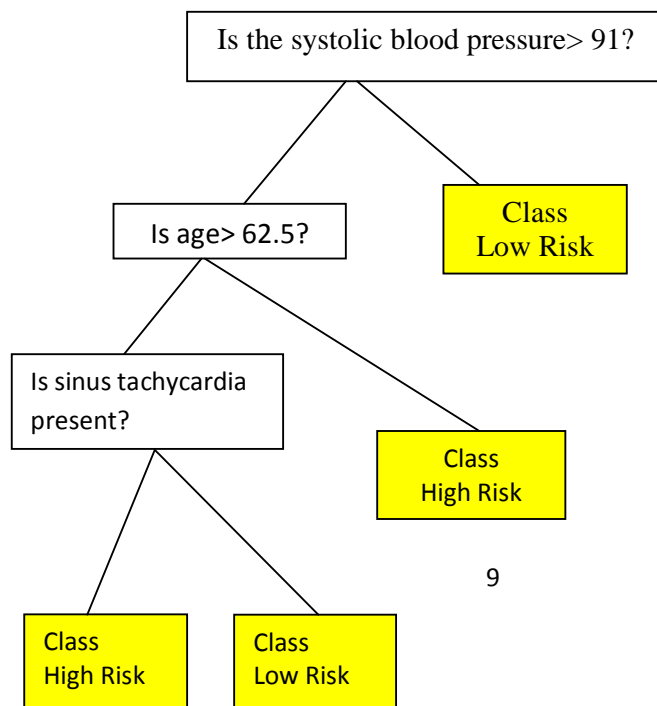 Is the systolic blood pressure> 91?
Is age> 62.5?
Class
Low Risk
Is sinus tachycardia
present?
Class
High Risk
9
Class
High Risk
Class
Low Risk